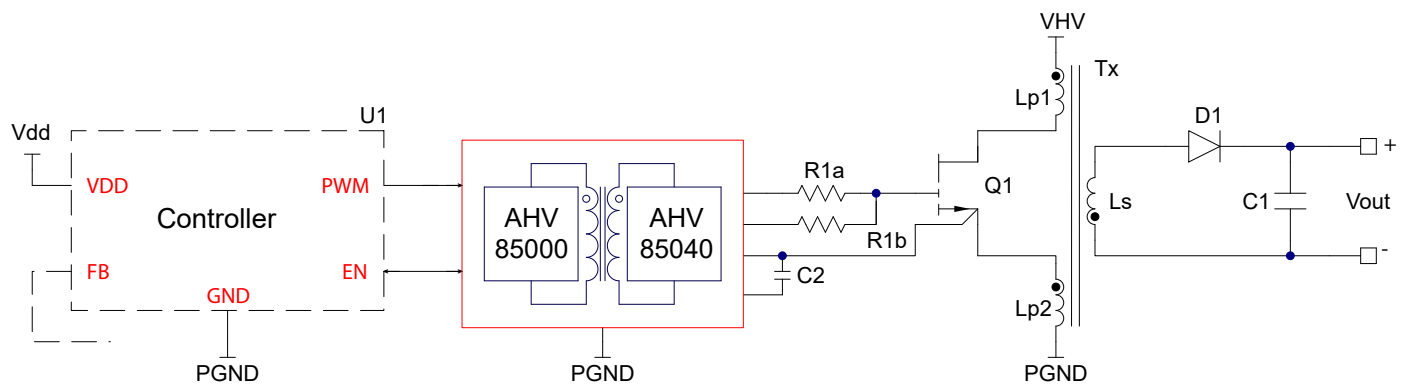 VHV
Tx
Lp1
U1
D1
Vdd
+
VDD
PWM
R1a
Q1
Controller
AHV
85000
AHV
85040
Ls
C1
Vout
R1b
-
FB
EN
C2
GND
Lp2
PGND
PGND
PGND